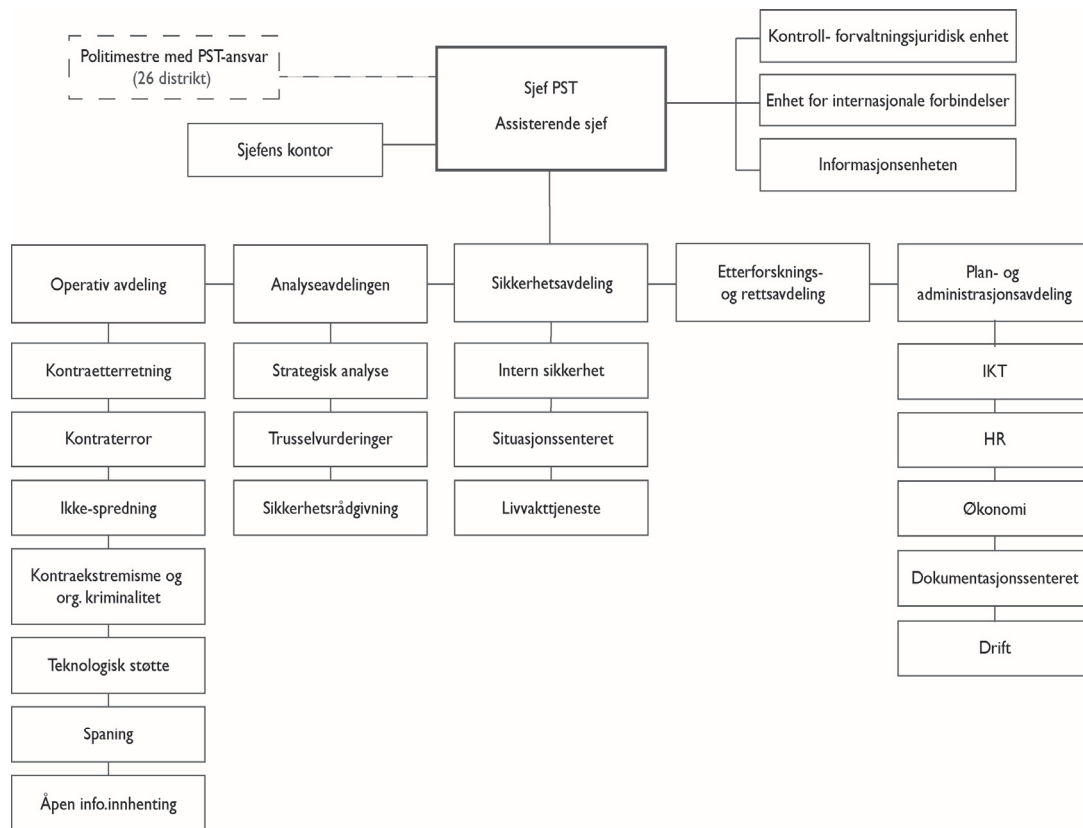 Politimestre med PST-ansvar
(26 distrikt)
Sjefens kontor
Sjef PST
Assisterende sjef
Kontroll- forvaltningsjuridisk enhet
Enhet for internasjonale forbindelser
Informasjonsenheten
Operativ avdeling
Kontraetterretning
Kontraterror
Ikke-spredning
Kontraekstremisme og
org. kriminalitet
Teknologisk støtte
Spaning
Åpen info.innhenting
Analyseavdelingen
Strategisk analyse
Trusselvurderinger
Sikkerhetsrådgivning
Sikkerhetsavdeling
Intern sikkerhet
Situasjonssenteret
Livvakttjeneste
Etterforsknings-
og rettsavdeling
Plan- og
administrasjonsavdeling
IKT
HR
Økonomi
Dokumentasjonssenteret
Drift